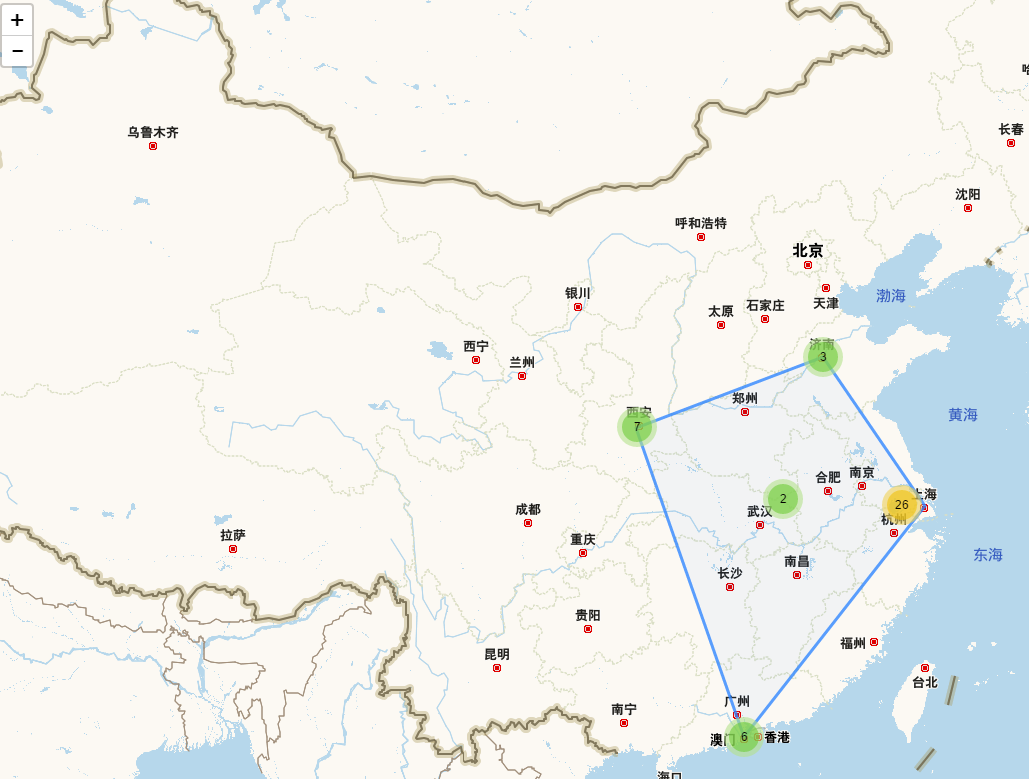 +
−
乌鲁木齐
长春
沈阳
呼和浩特
北京
天津
渤海
银川
太原
石家庄
济南
3
西宁
兰州
郑州
西安
7
黄海
合肥
南京
2
26
上海
杭州
成都
武汉
拉萨
重庆
南昌
长沙
东海
贵阳
福州
昆明
台北
广州
南宁
澳门
6
香港
海口